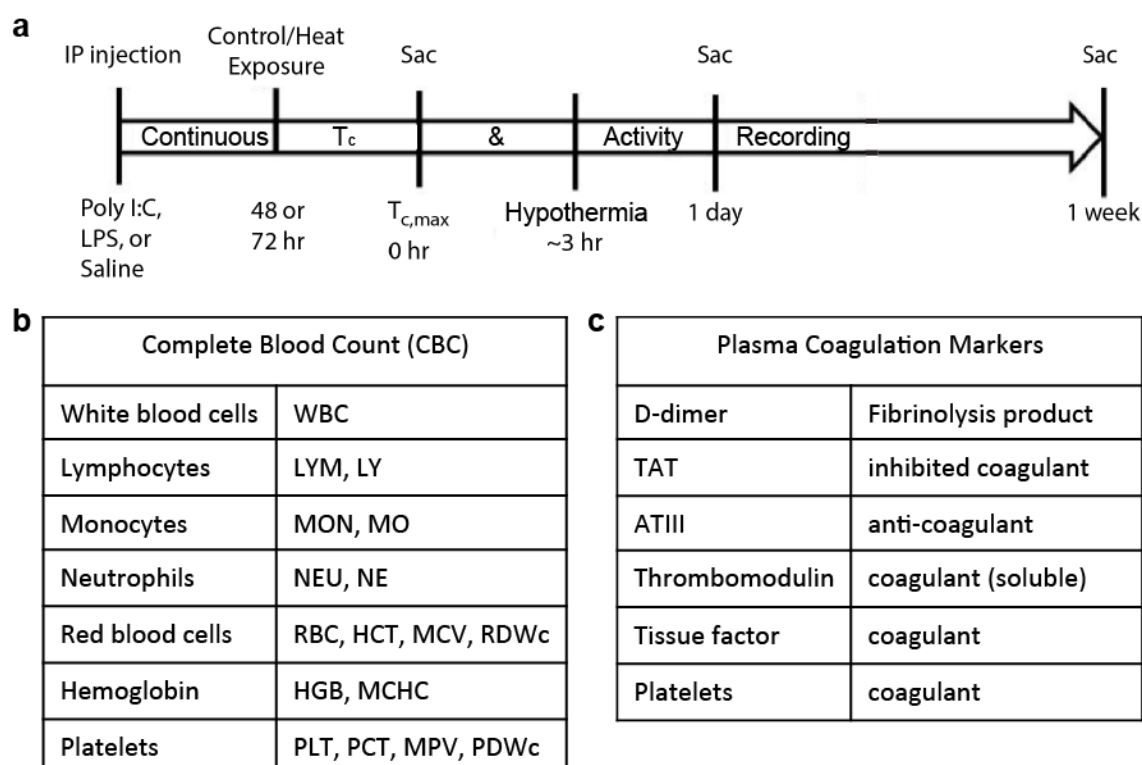 a
IP injection
Control/Heat
Exposure
Sac
Sac
Sac
Continuous
Tc
&
Activity
Recording
Poly I:C,
LPS, or
Saline
48 or
72 hr
Tc,max
0 hr
Hypothermia
~3 hr
1 day
1 week
b
Complete Blood Count (CBC)
White blood cells WBC
Lymphocytes LYM, LY
Monocytes MON, MO
Neutrophils NEU, NE
Red blood cells RBC, HCT, MCV, RDWc
Hemoglobin HGB, MCHC
Platelets PLT, PCT, MPV, PDWc
c
Plasma Coagulation Markers
D-dimer Fibrinolysis product
TAT inhibited coagulant
ATIII anti-coagulant
Thrombomodulin coagulant (soluble)
Tissue factor coagulant
Platelets coagulant